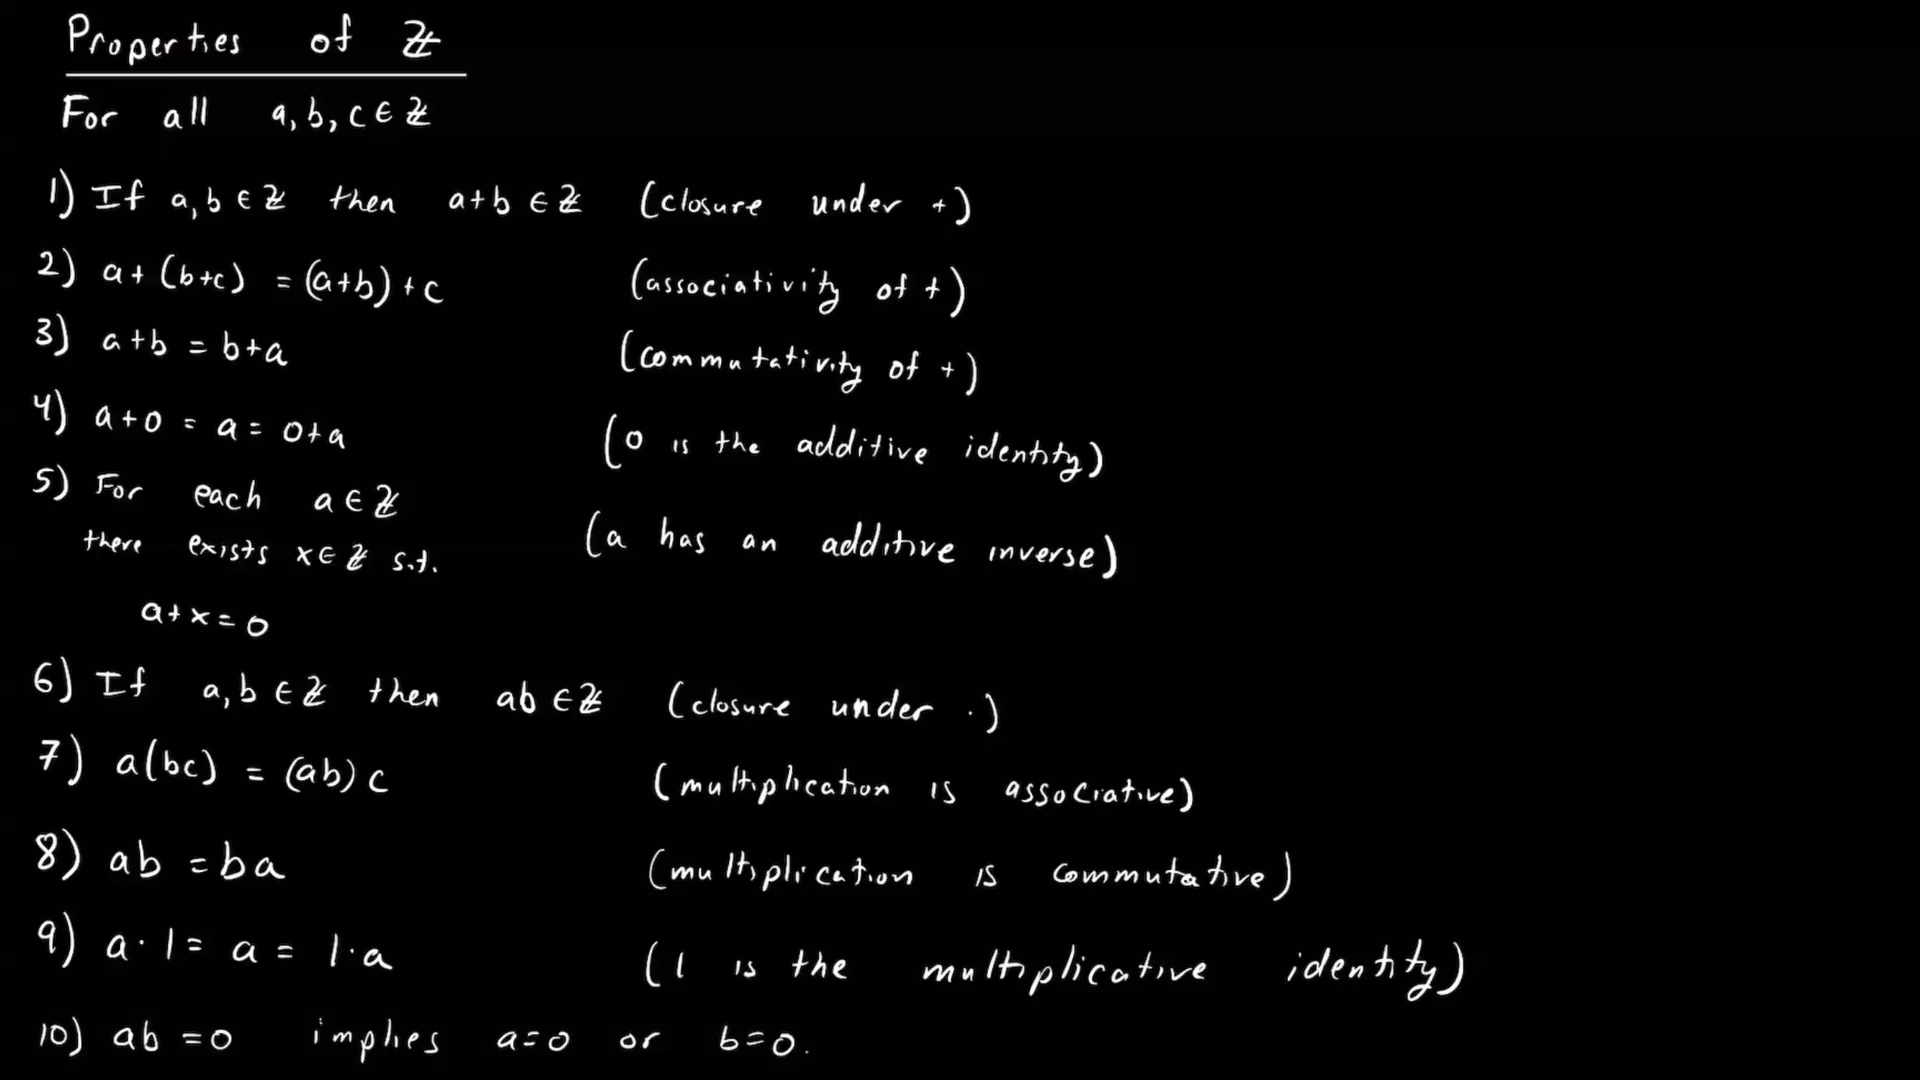 Properties of ℤ
For all a, b, c ∈ ℤ
1) If a, b ∈ ℤ then a+b ∈ ℤ (closure under +)
2) a+(b+c) = (a+b)+c (associativity of +)
3) a+b = b+a (commutativity of +)
4) a+0 = a = 0+a (0 is the additive identity)
5) For each a ∈ ℤ
there exists x ∈ ℤ s.t. (a has an additive inverse)
a+x=0
6) If a, b ∈ ℤ then ab ∈ ℤ (closure under ·)
7) a(bc) = (ab)c (multiplication is associative)
8) ab = ba (multiplication is commutative)
9) a·1 = a = 1·a (1 is the multiplicative identity)
10) ab = 0 implies a=0 or b=0.